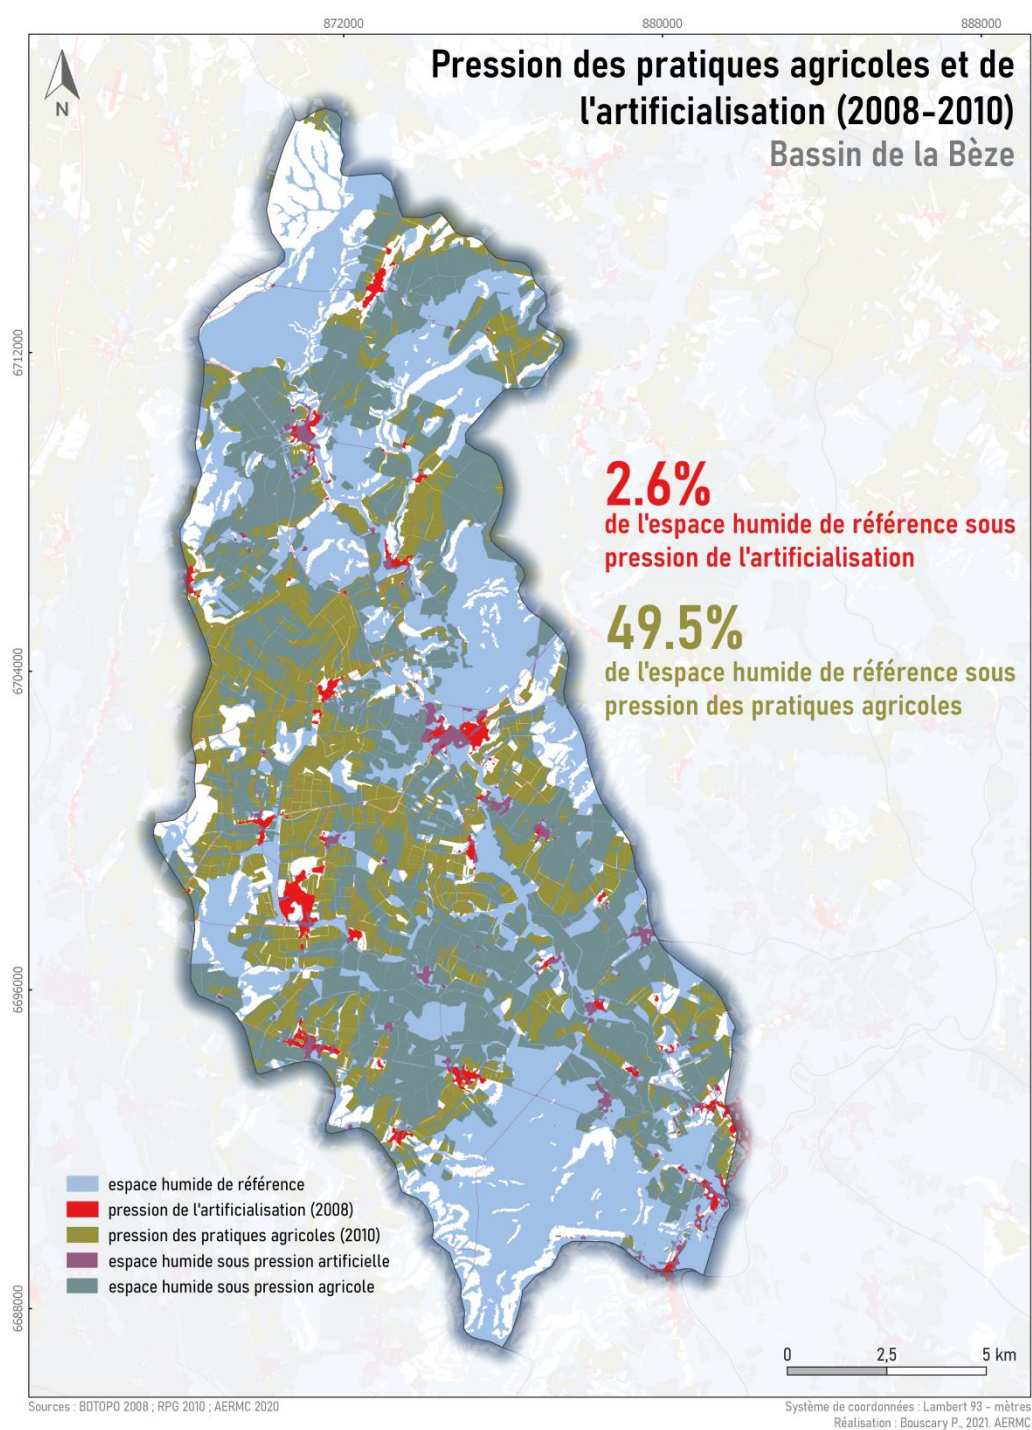 872000
880000
888000
Pression des pratiques agricoles et de
l'artificialisation (2008-2010)
Bassin de la Bèze
N
6712000
2.6%
de l'espace humide de référence sous
pression de l'artificialisation
49.5%
de l'espace humide de référence sous
pression des pratiques agricoles
6704000
6696000
espace humide de référence
pression de l'artificialisation (2008)
pression des pratiques agricoles (2010)
espace humide sous pression artificielle
espace humide sous pression agricole
6688000
0 2,5 5 km
Sources : BDTOPO 2008 ; RPG 2010 ; AERMC 2020
Système de coordonnées : Lambert 93 - mètres
Réalisation : Bouscary P., 2021. AERMC